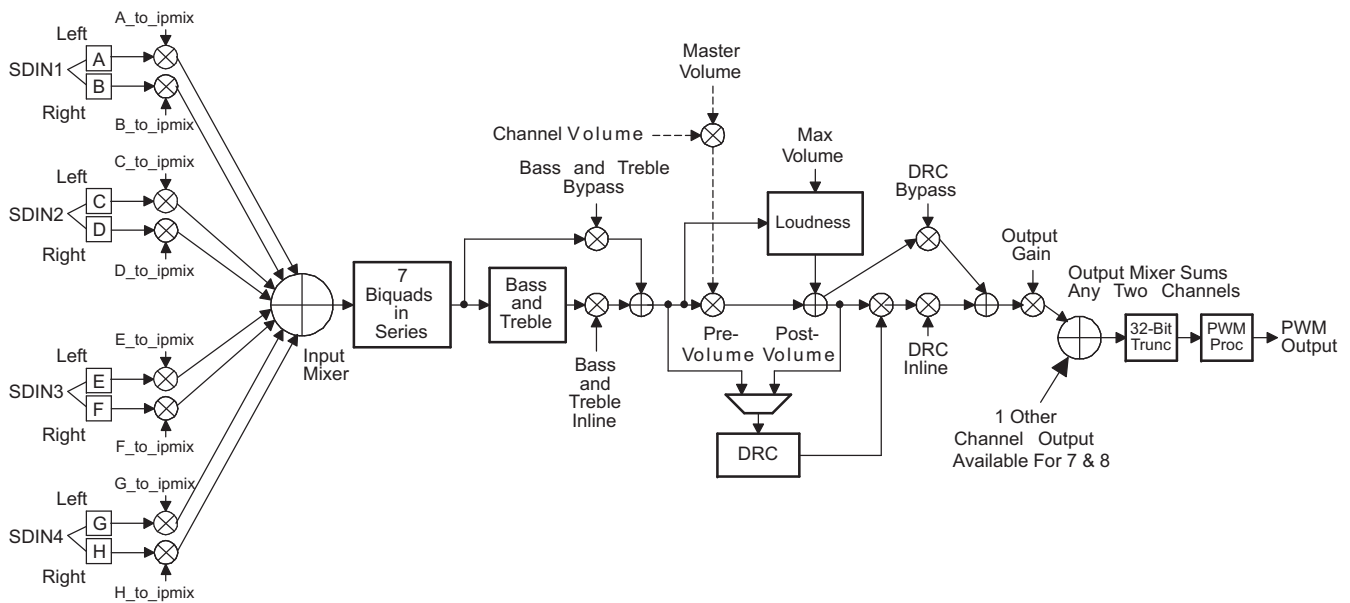 A_to_ipmix
Left
A
SDIN1
B
Right
B_to_ipmix
C_to_ipmix
Left
C
SDIN2
D
Right
D_to_ipmix
E_to_ipmix
Left
E
SDIN3
F
Right
F_to_ipmix
G_to_ipmix
Left
G
SDIN4
H
Right
H_to_ipmix
Input
Mixer
7
Biquads
in
Series
Bass and Treble
Bypass
Bass
and
Treble
Bass
and
Treble
Inline
Master
Volume
Channel Volume
Max
Volume
Loudness
Pre-
Volume
Post-
Volume
DRC
DRC
Bypass
DRC
Inline
Output
Gain
Output Mixer Sums
Any Two Channels
1 Other
Channel Output
Available For 7 & 8
32-Bit
Trunc
PWM
Proc
PWM
Output